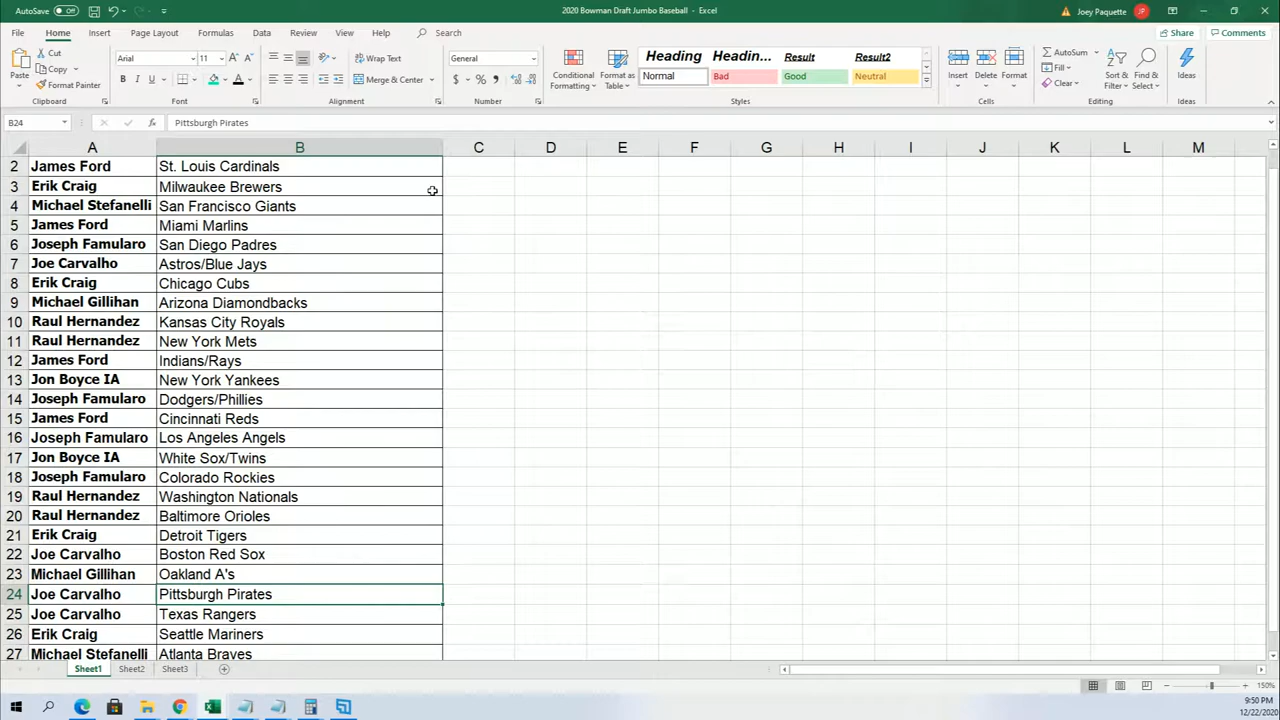 AutoSave Off
2020 Bowman Draft Jumbo Baseball - Excel
Joey Paquette JP
File Home Insert Page Layout Formulas Data Review View Help Search
Share Comments
Paste Cut Copy Format Painter Clipboard
Arial 11 Font
Wrap Text Merge & Center Alignment
General Number
Conditional Formatting Format as Table
Heading Headin... Result Result2
Normal Bad Good Neutral
Styles
Insert Delete Format Cells
AutoSum Fill Clear Sort & Filter Find & Select Editing
Ideas Ideas
B24 fx Pittsburgh Pirates
A B C D E F G H I J K L M
2 James Ford St. Louis Cardinals
3 Erik Craig Milwaukee Brewers
4 Michael Stefanelli San Francisco Giants
5 James Ford Miami Marlins
6 Joseph Famularo San Diego Padres
7 Joe Carvalho Astros/Blue Jays
8 Erik Craig Chicago Cubs
9 Michael Gillihan Arizona Diamondbacks
10 Raul Hernandez Kansas City Royals
11 Raul Hernandez New York Mets
12 James Ford Indians/Rays
13 Jon Boyce IA New York Yankees
14 Joseph Famularo Dodgers/Phillies
15 James Ford Cincinnati Reds
16 Joseph Famularo Los Angeles Angels
17 Jon Boyce IA White Sox/Twins
18 Joseph Famularo Colorado Rockies
19 Raul Hernandez Washington Nationals
20 Raul Hernandez Baltimore Orioles
21 Erik Craig Detroit Tigers
22 Joe Carvalho Boston Red Sox
23 Michael Gillihan Oakland A's
24 Joe Carvalho Pittsburgh Pirates
25 Joe Carvalho Texas Rangers
26 Erik Craig Seattle Mariners
27 Michael Stefanelli Atlanta Braves
Sheet1 Sheet2 Sheet3
150%
9:50 PM
12/22/2020